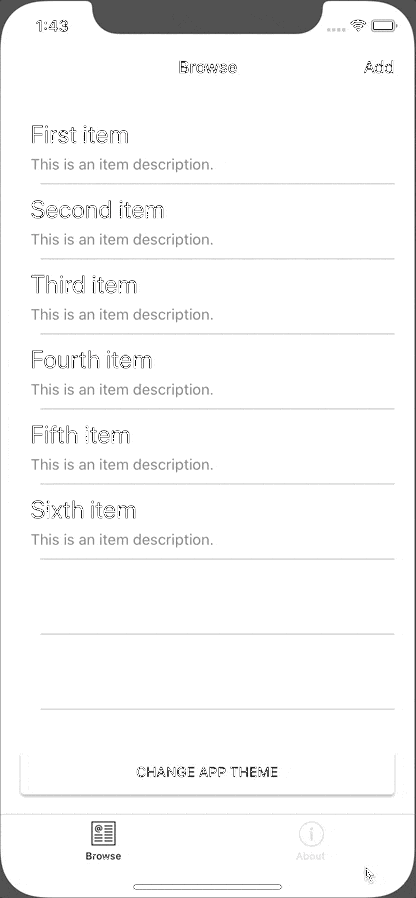 1:43
Browse
Add
First item
This is an item description.
Second item
This is an item description.
Third item
This is an item description.
Fourth item
This is an item description.
Fifth item
This is an item description.
Sixth item
This is an item description.
CHANGE APP THEME
Browse
About